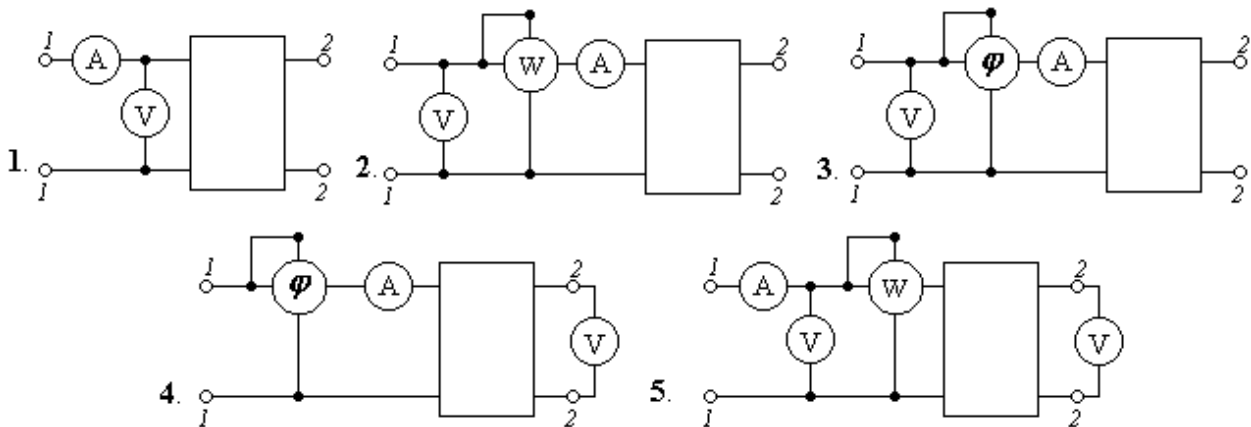 1 A V 2
1. 1 2
1 V W A 2
2. 1 2
1 V φ A 2
3. 1 2
1 φ A 2 V
4. 1 2
1 A V W 2 V
5. 1 2